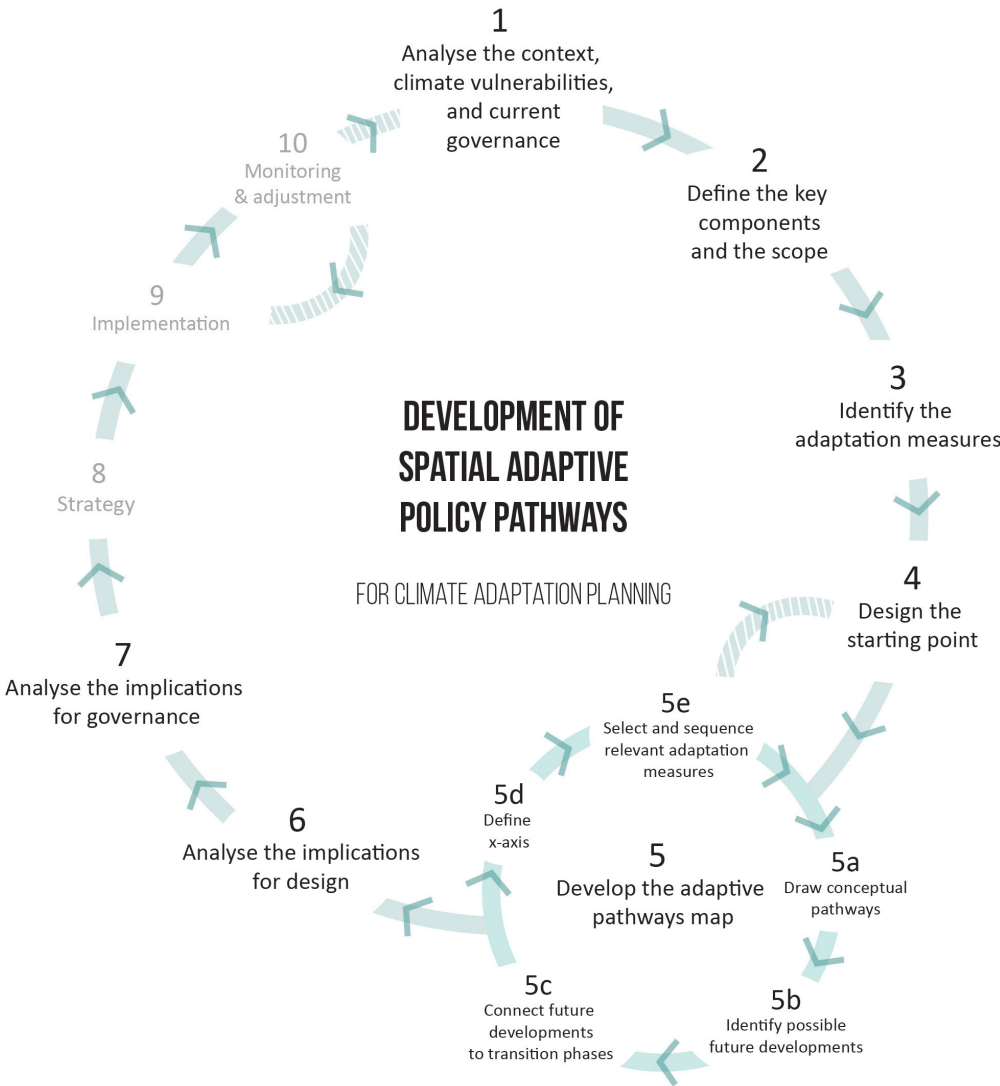 1
Analyse the context,
climate vulnerabilities,
and current
governance
2
Define the key
components
and the scope
3
Identify the
adaptation measures
4
Design the
starting point
5
Develop the adaptive
pathways map
5a
Draw conceptual
pathways
5b
Identify possible
future developments
5c
Connect future
developments
to transition phases
5d
Define
x-axis
5e
Select and sequence
relevant adaptation
measures
6
Analyse the implications
for design
7
Analyse the implications
for governance
8
Strategy
9
Implementation
10
Monitoring
& adjustment
DEVELOPMENT OF
SPATIAL ADAPTIVE
POLICY PATHWAYS
FOR CLIMATE ADAPTATION PLANNING